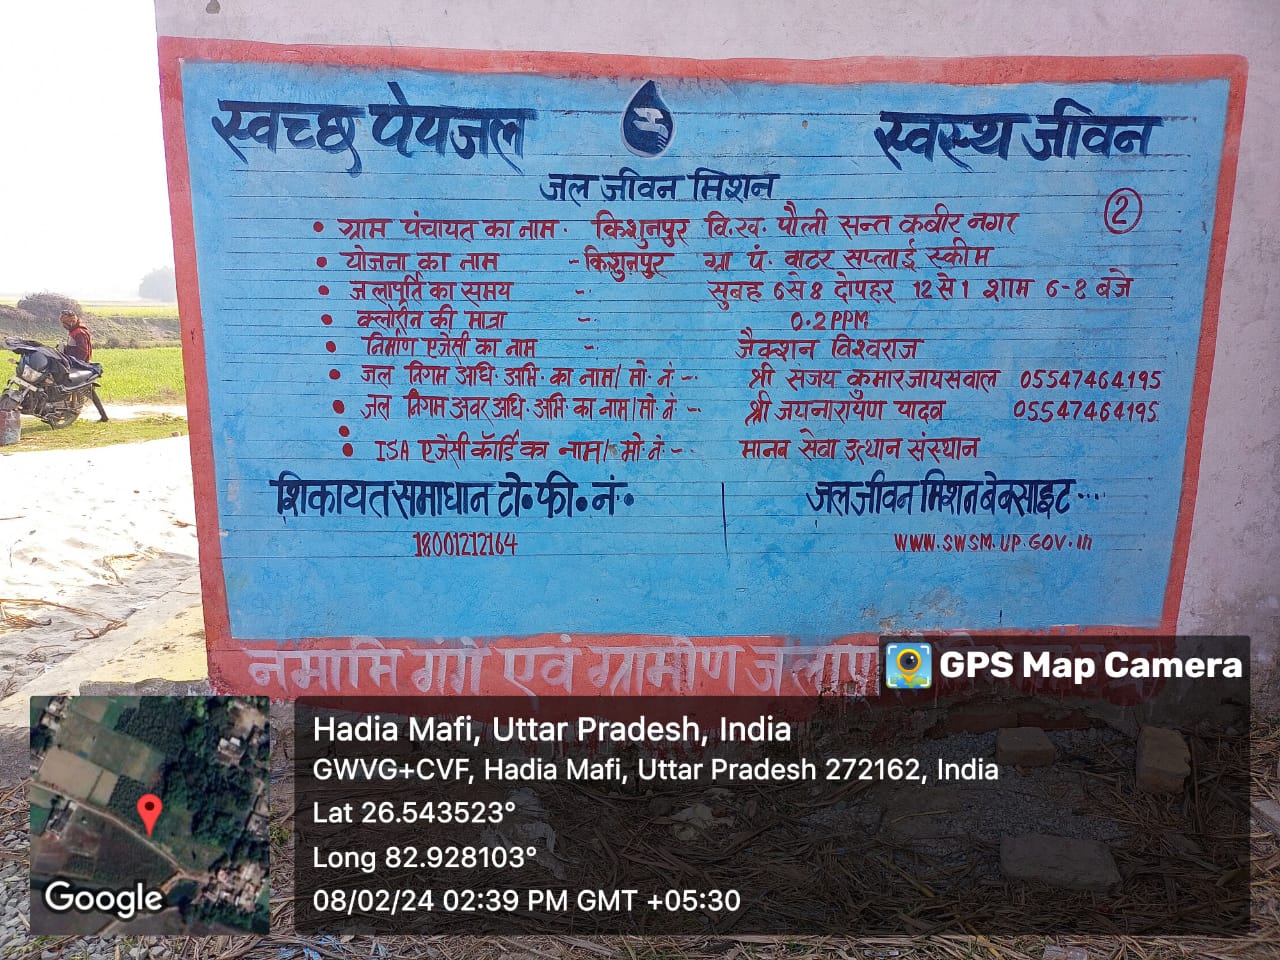 स्वच्छ पेयजल स्वस्थ जीवन
जल जीवन मिशन
2
• ग्राम पंचायत का नाम. किशुनपुर वि.ख. पौली सन्त कबीर नगर
• योजना का नाम - किशुनपुर ग्रा पं. वाटर सप्लाई स्कीम
• जलापूर्ति का समय -. सुबह 6 से 8 दोपहर 12 से 1 शाम 6-8 बजे
• क्लोरीन की मात्रा -. 0.2 PPM
• निर्माण एजेंसी का नाम -. जैक्शन विश्वराज
• जल निगम अधि. अभि. का नाम/ मो. नं -. श्री संजय कुमार जायसवाल 05547464195
• जल निगम अवर अधि. अभि. का नाम/मो. नं. -- श्री जयनारायण यादव 05547464195
• ISA एजेंसी कॉर्डि का नाम/ मो. नं. -. मानव सेवा उत्थान संस्थान
शिकायत समाधान टो॰ फी॰ नं.. जल जीवन मिशन बेबसाइट...
18001212164 WWW.SWSM.UP.GOV.in
नमामि गंगे एवं ग्रामीण
GPS Map Camera
Hadia Mafi, Uttar Pradesh, India
GWVG+CVF, Hadia Mafi, Uttar Pradesh 272162, India
Lat 26.543523°
Long 82.928103°
08/02/24 02:39 PM GMT +05:30
Google